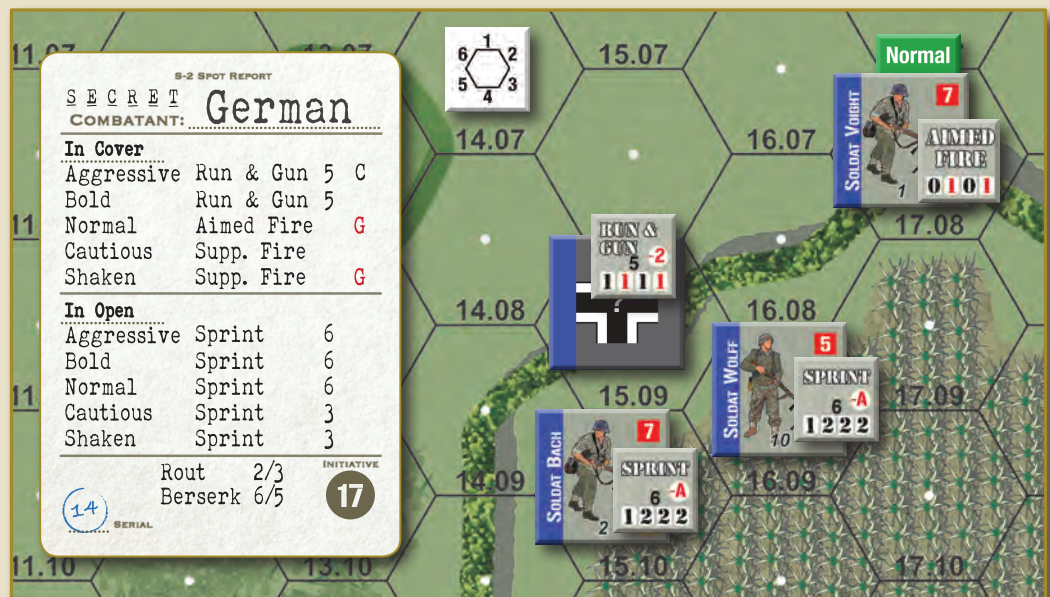 S-2 Spot Report
SECRET
Combatant: German
In Cover
Aggressive Run & Gun 5 C
Bold Run & Gun 5
Normal Aimed Fire G
Cautious Supp. Fire
Shaken Supp. Fire G
In Open
Aggressive Sprint 6
Bold Sprint 6
Normal Sprint 6
Cautious Sprint 3
Shaken Sprint 3
Rout 2/3
Berserk 6/5
Initiative
17
14
Serial
11.07
13.07
1
6 2
5 3
4
15.07
Normal
14.07
16.07
Soldat Voight
7
1
AIMED
FIRE
0101
11
17.08
RUN &
GUN
5 -2
1111
?
14.08
16.08
11
15.09
17.09
Soldat Wolff
5
10
SPRINT
6 -A
1222
Soldat Bach
7
2
SPRINT
6 -A
1222
14.09
16.09
11.10
13.10
15.10
17.10